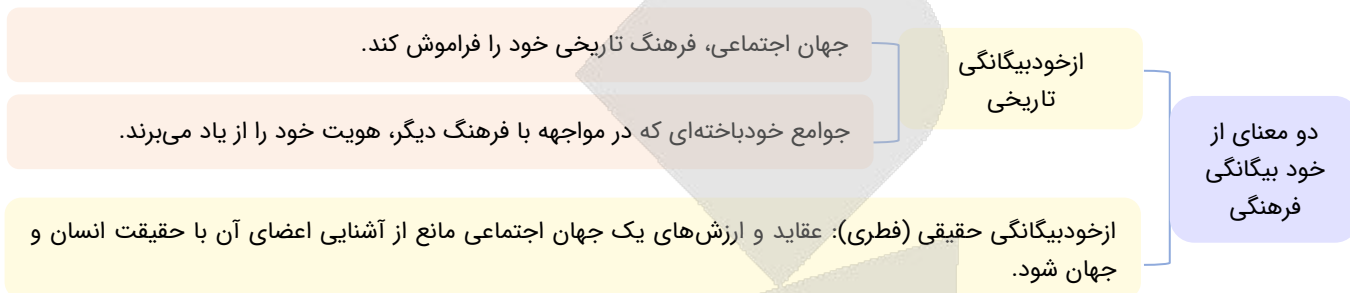 دو معنای از
خود بیگانگی
فرهنگی
ازخودبیگانگی
تاریخی
جهان اجتماعی، فرهنگ تاریخی خود را فراموش کند.
جوامع خودباخته‌ای که در مواجهه با فرهنگ دیگر، هویت خود را از یاد می‌برند.
ازخودبیگانگی حقیقی (فطری): عقاید و ارزش‌های یک جهان اجتماعی مانع از آشنایی اعضای آن با حقیقت انسان و
جهان شود.